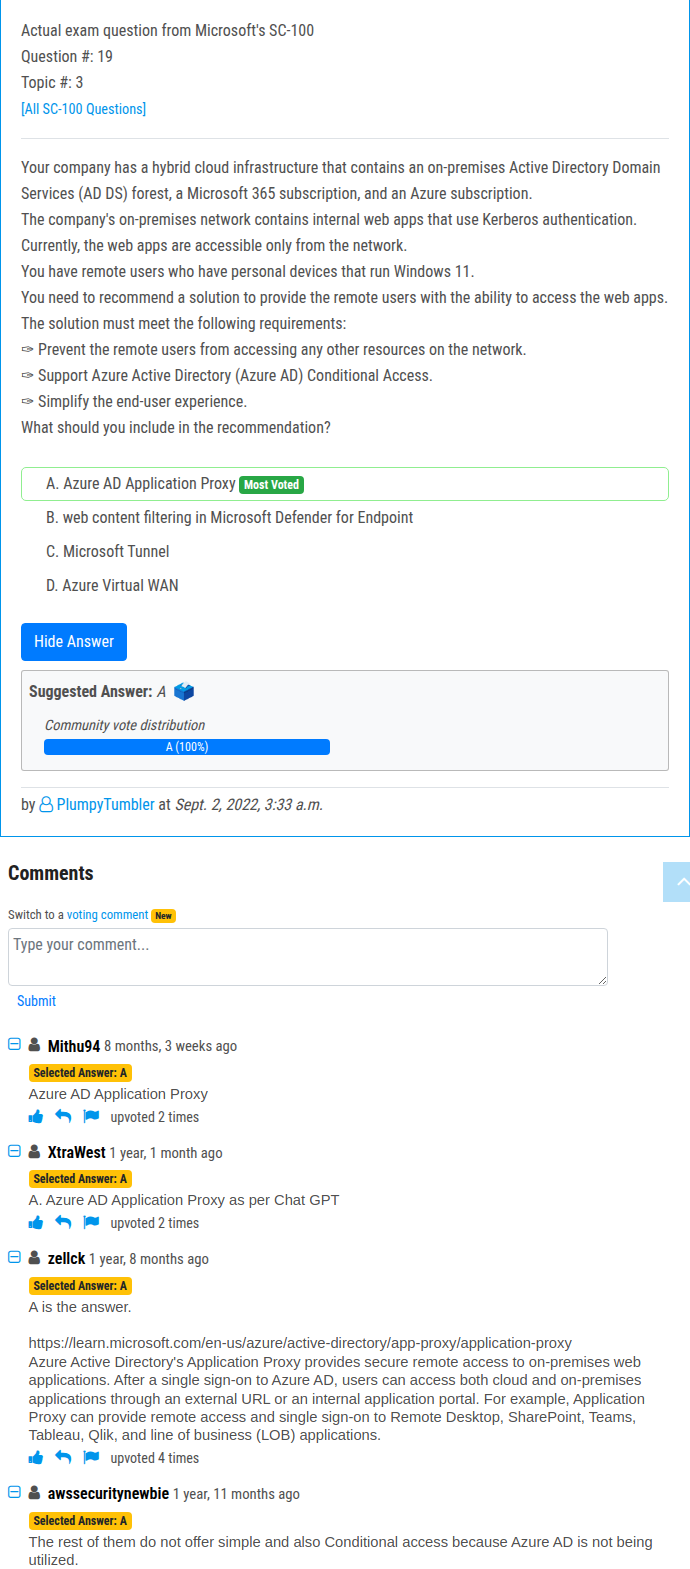 Actual exam question from Microsoft's SC-100
Question #: 19
Topic #: 3
[All SC-100 Questions]
Your company has a hybrid cloud infrastructure that contains an on-premises Active Directory Domain
Services (AD DS) forest, a Microsoft 365 subscription, and an Azure subscription.
The company's on-premises network contains internal web apps that use Kerberos authentication.
Currently, the web apps are accessible only from the network.
You have remote users who have personal devices that run Windows 11.
You need to recommend a solution to provide the remote users with the ability to access the web apps.
The solution must meet the following requirements:
✑ Prevent the remote users from accessing any other resources on the network.
✑ Support Azure Active Directory (Azure AD) Conditional Access.
✑ Simplify the end-user experience.
What should you include in the recommendation?
A. Azure AD Application Proxy Most Voted
B. web content filtering in Microsoft Defender for Endpoint
C. Microsoft Tunnel
D. Azure Virtual WAN
Hide Answer
Suggested Answer: A
Community vote distribution
A (100%)
by PlumpyTumbler at Sept. 2, 2022, 3:33 a.m.
Comments
Switch to a voting comment New
Type your comment...
Submit
Mithu94 8 months, 3 weeks ago
Selected Answer: A
Azure AD Application Proxy
upvoted 2 times
XtraWest 1 year, 1 month ago
Selected Answer: A
A. Azure AD Application Proxy as per Chat GPT
upvoted 2 times
zellck 1 year, 8 months ago
Selected Answer: A
A is the answer.
https://learn.microsoft.com/en-us/azure/active-directory/app-proxy/application-proxy
Azure Active Directory's Application Proxy provides secure remote access to on-premises web
applications. After a single sign-on to Azure AD, users can access both cloud and on-premises
applications through an external URL or an internal application portal. For example, Application
Proxy can provide remote access and single sign-on to Remote Desktop, SharePoint, Teams,
Tableau, Qlik, and line of business (LOB) applications.
upvoted 4 times
awssecuritynewbie 1 year, 11 months ago
Selected Answer: A
The rest of them do not offer simple and also Conditional access because Azure AD is not being
utilized.